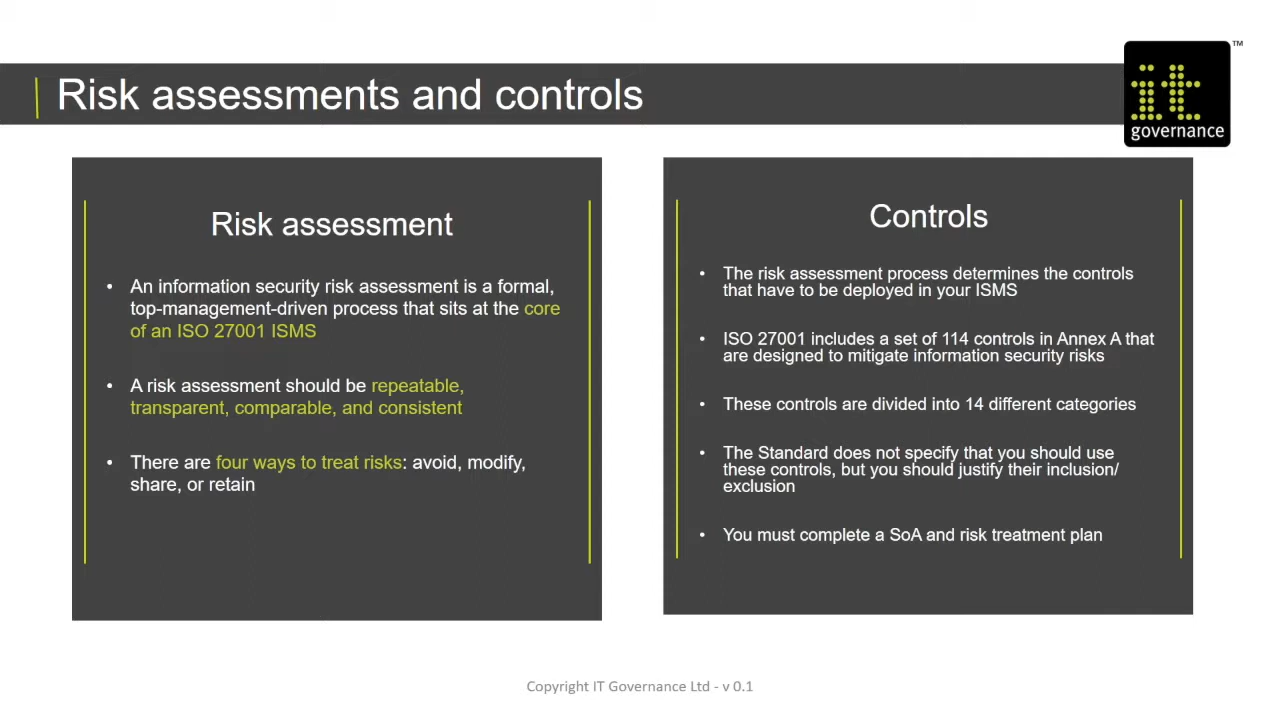 Risk assessments and controls
™
it
governance
Risk assessment
• An information security risk assessment is a formal,
top-management-driven process that sits at the core
of an ISO 27001 ISMS
• A risk assessment should be repeatable,
transparent, comparable, and consistent
• There are four ways to treat risks: avoid, modify,
share, or retain
Controls
• The risk assessment process determines the controls
that have to be deployed in your ISMS
• ISO 27001 includes a set of 114 controls in Annex A that
are designed to mitigate information security risks
• These controls are divided into 14 different categories
• The Standard does not specify that you should use
these controls, but you should justify their inclusion/
exclusion
• You must complete a SoA and risk treatment plan
Copyright IT Governance Ltd - v 0.1